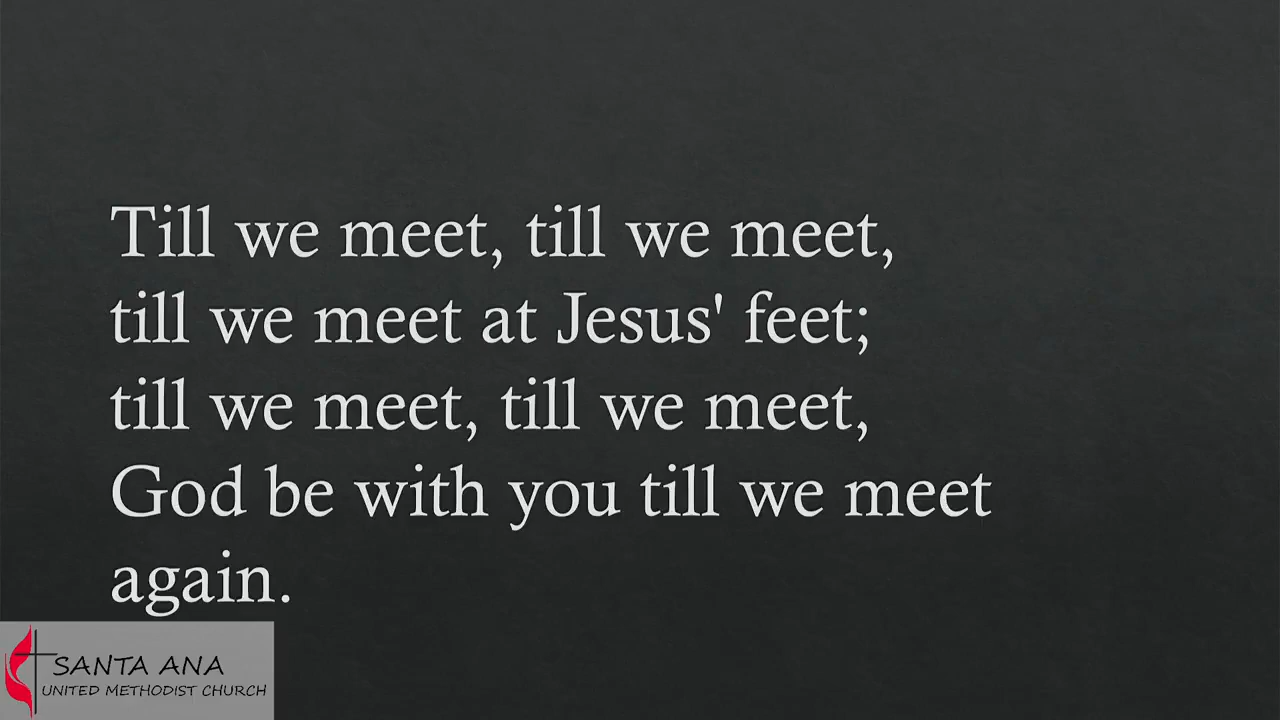 Till we meet, till we meet,
till we meet at Jesus' feet;
till we meet, till we meet,
God be with you till we meet
again.
SANTA ANA
UNITED METHODIST CHURCH